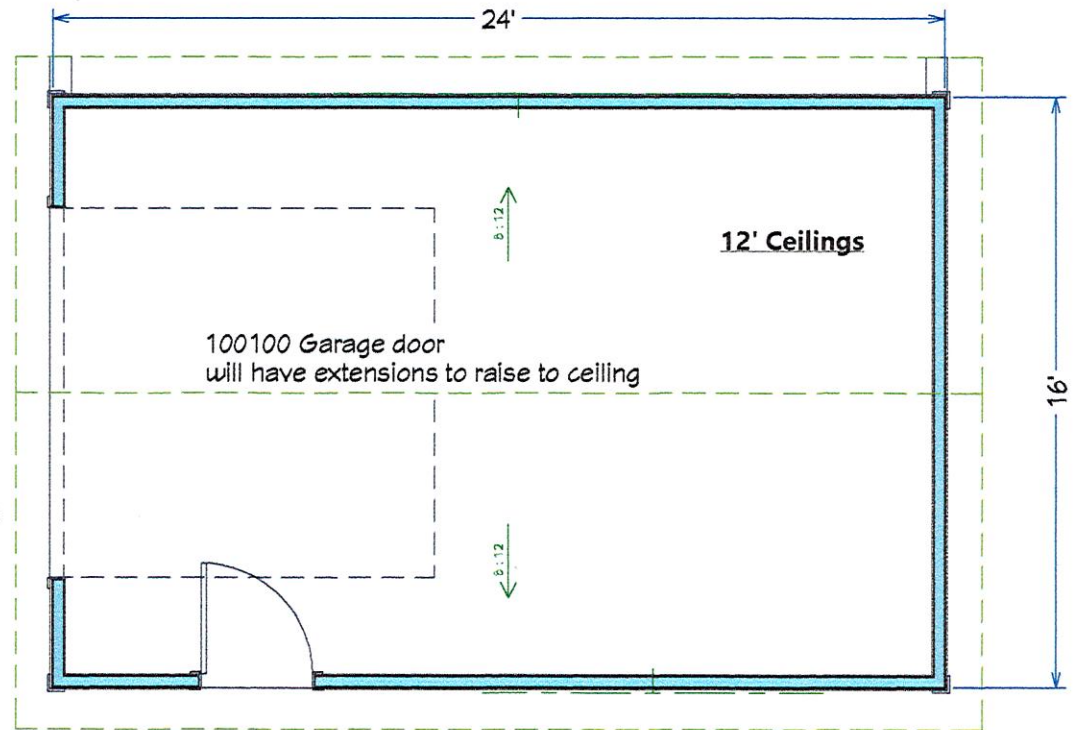 24'
8:12
12' Ceilings
100100 Garage door
will have extensions to raise to ceiling
16'
8:12